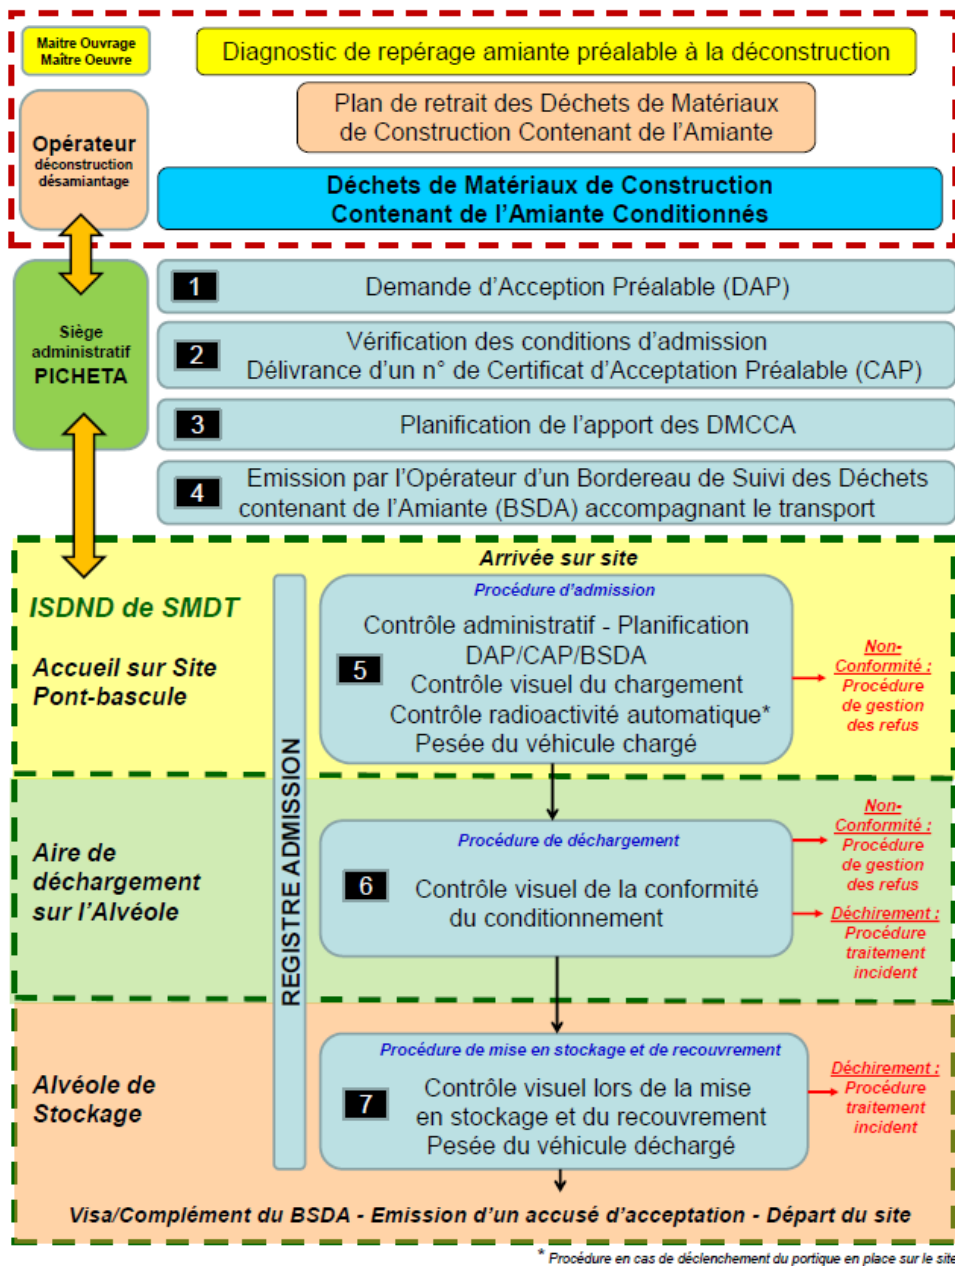 Maitre Ouvrage
Maître Oeuvre
Diagnostic de repérage amiante préalable à la déconstruction
Plan de retrait des Déchets de Matériaux
de Construction Contenant de l'Amiante
Opérateur
déconstruction
désamiantage
Déchets de Matériaux de Construction
Contenant de l'Amiante Conditionnés
Siège
administratif
PICHETA
1
Demande d'Acception Préalable (DAP)
2
Vérification des conditions d'admission
Délivrance d'un n° de Certificat d'Acceptation Préalable (CAP)
3
Planification de l'apport des DMCCA
4
Emission par l'Opérateur d'un Bordereau de Suivi des Déchets
contenant de l'Amiante (BSDA) accompagnant le transport
Arrivée sur site
ISDND de SMDT
Accueil sur Site
Pont-bascule
REGISTRE ADMISSION
Procédure d'admission
5
Contrôle administratif - Planification
DAP/CAP/BSDA
Contrôle visuel du chargement
Contrôle radioactivité automatique*
Pesée du véhicule chargé
Non-
Conformité :
Procédure
de gestion
des refus
Aire de
déchargement
sur l'Alvéole
Procédure de déchargement
6
Contrôle visuel de la conformité
du conditionnement
Non-
Conformité :
Procédure
de gestion
des refus
Déchirement :
Procédure
traitement
incident
Alvéole de
Stockage
Procédure de mise en stockage et de recouvrement
7
Contrôle visuel lors de la mise
en stockage et du recouvrement
Pesée du véhicule déchargé
Déchirement :
Procédure
traitement
incident
Visa/Complément du BSDA - Emission d'un accusé d'acceptation - Départ du site
* Procédure en cas de déclenchement du portique en place sur le site